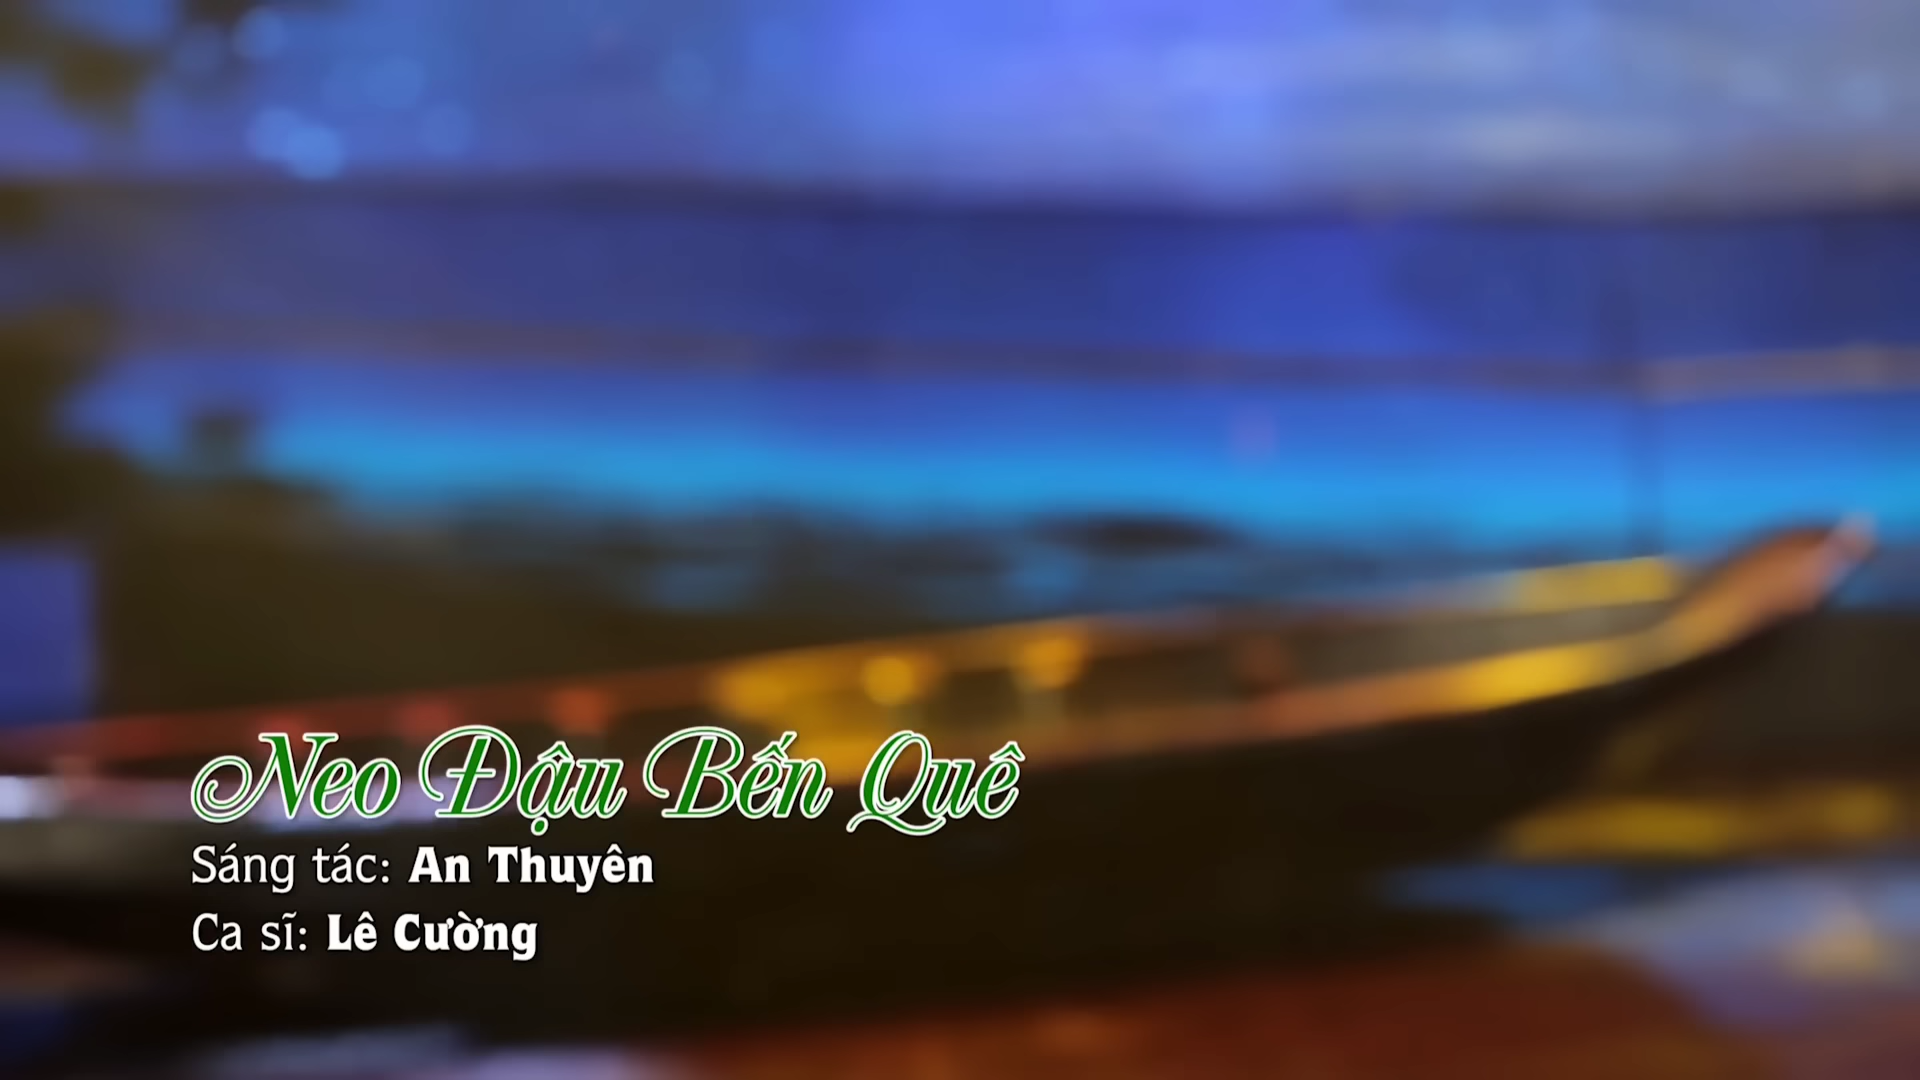 Neo Đậu Bến Quê
Sáng tác: An Thuyên
Ca sĩ: Lê Cường